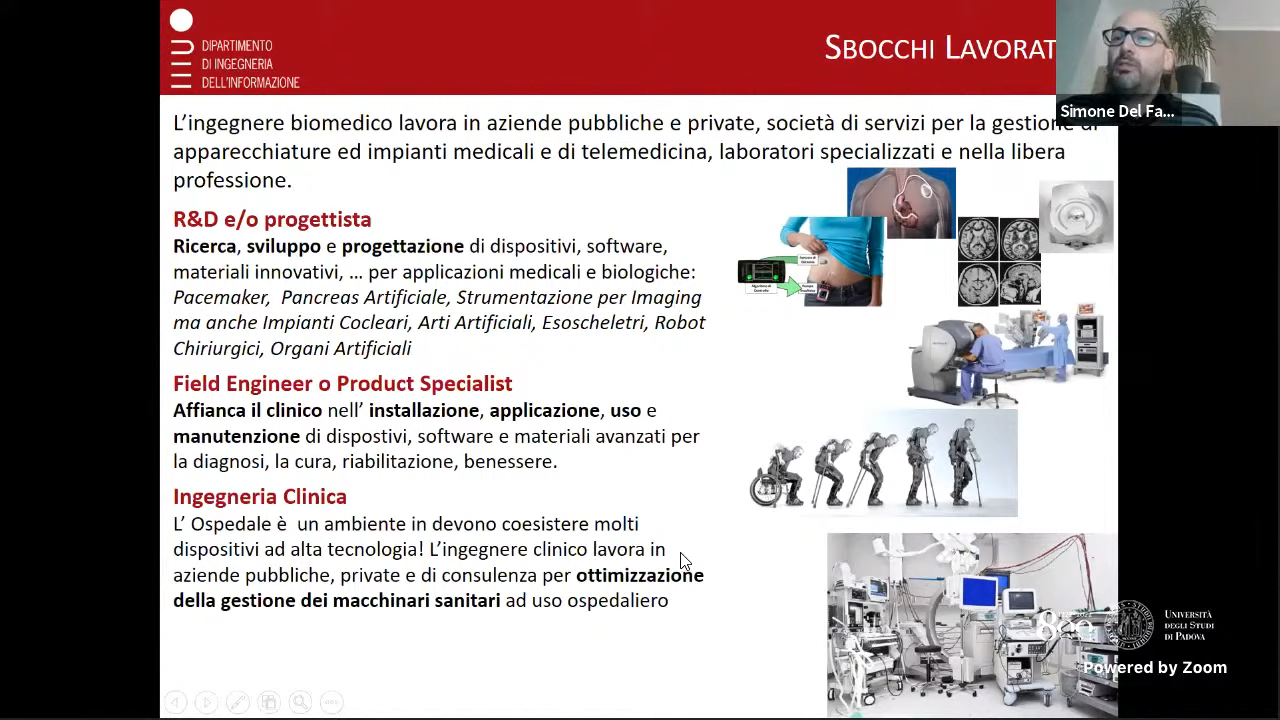 DIPARTIMENTO
DI INGEGNERIA
DELL'INFORMAZIONE
SBOCCHI LAVORAT
Simone Del Fa...
L'ingegnere biomedico lavora in aziende pubbliche e private, società di servizi per la gestione di
apparecchiature ed impianti medicali e di telemedicina, laboratori specializzati e nella libera
professione.
R&D e/o progettista
Ricerca, sviluppo e progettazione di dispositivi, software,
materiali innovativi, … per applicazioni medicali e biologiche:
Pacemaker, Pancreas Artificiale, Strumentazione per Imaging
ma anche Impianti Cocleari, Arti Artificiali, Esoscheletri, Robot
Chiriurgici, Organi Artificiali
Field Engineer o Product Specialist
Affianca il clinico nell' installazione, applicazione, uso e
manutenzione di dispostivi, software e materiali avanzati per
la diagnosi, la cura, riabilitazione, benessere.
Ingegneria Clinica
L' Ospedale è un ambiente in devono coesistere molti
dispositivi ad alta tecnologia! L'ingegnere clinico lavora in
aziende pubbliche, private e di consulenza per ottimizzazione
della gestione dei macchinari sanitari ad uso ospedaliero
800
UNIVERSITÀ
DEGLI STUDI
DI PADOVA
Powered by Zoom